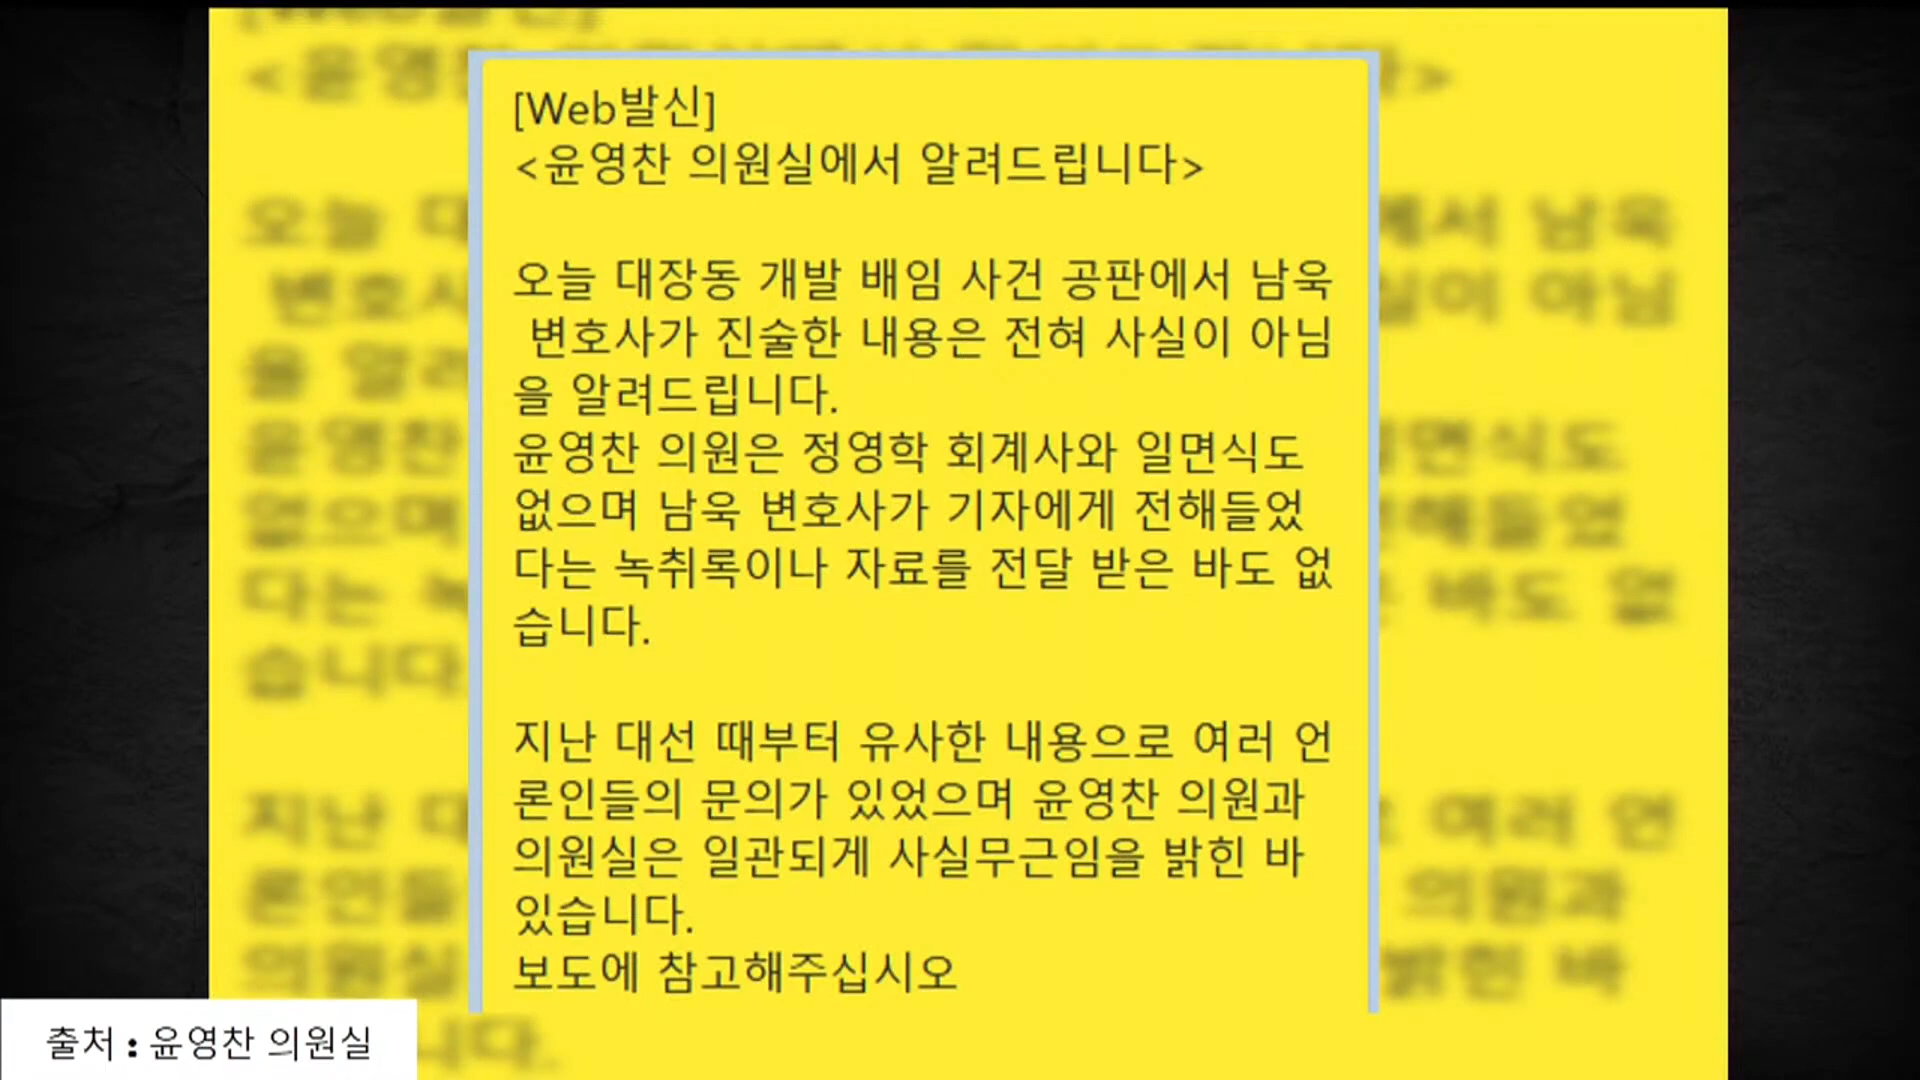 [Web발신]
<윤영찬 의원실에서 알려드립니다>
오늘 대장동 개발 배임 사건 공판에서 남욱
변호사가 진술한 내용은 전혀 사실이 아님
을 알려드립니다.
윤영찬 의원은 정영학 회계사와 일면식도
없으며 남욱 변호사가 기자에게 전해들었
다는 녹취록이나 자료를 전달 받은 바도 없
습니다.
지난 대선 때부터 유사한 내용으로 여러 언
론인들의 문의가 있었으며 윤영찬 의원과
의원실은 일관되게 사실무근임을 밝힌 바
있습니다.
보도에 참고해주십시오
출처 : 윤영찬 의원실